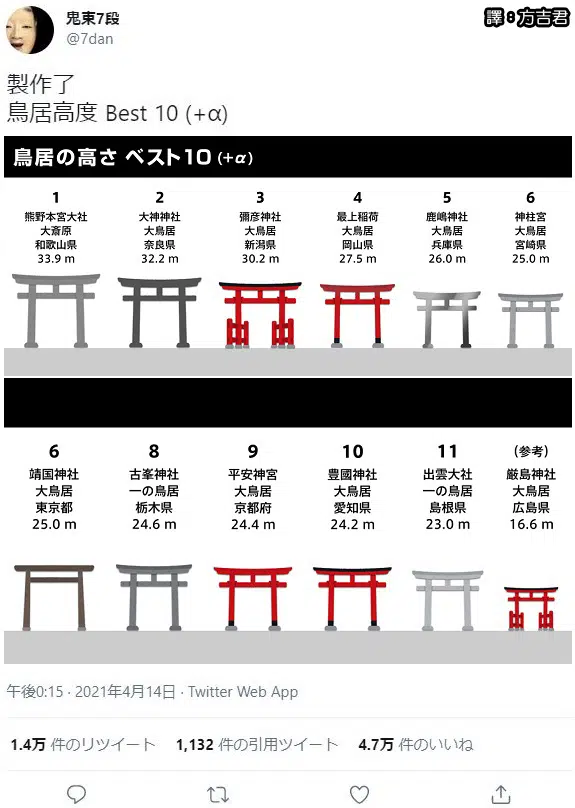 鬼束7段
@7dan
譯:方吉君
製作了
鳥居高度 Best 10 (+α)
鳥居の高さ ベスト10 (+α)
1
熊野本宮大社
大斎原
和歌山県
33.9 m
2
大神神社
大鳥居
奈良県
32.2 m
3
彌彦神社
大鳥居
新潟県
30.2 m
4
最上稲荷
大鳥居
岡山県
27.5 m
5
鹿嶋神社
大鳥居
兵庫県
26.0 m
6
神柱宮
大鳥居
宮崎県
25.0 m
6
靖国神社
大鳥居
東京都
25.0 m
8
古峯神社
一の鳥居
栃木県
24.6 m
9
平安神宮
大鳥居
京都府
24.4 m
10
豊國神社
大鳥居
愛知県
24.2 m
11
出雲大社
一の鳥居
島根県
23.0 m
(参考)
厳島神社
大鳥居
広島県
16.6 m
午後0:15 · 2021年4月14日 · Twitter Web App
1.4万 件のリツイート 1,132 件の引用ツイート 4.7万 件のいいね